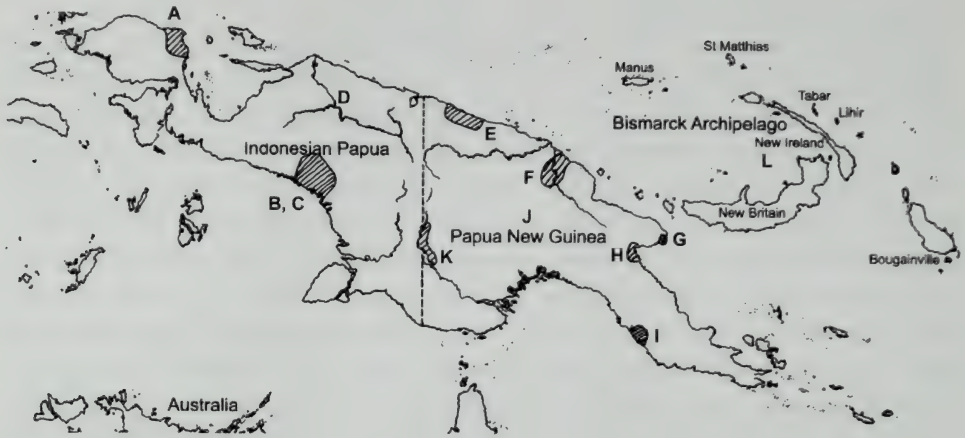 A
St Matthias
Manus
Tabar
Lihir
D
E
Bismarck Archipelago
New Ireland
Indonesian Papua
L
F
B, C
J
New Britain
Papua New Guinea
G
H
K
Bougainville
I
Australia